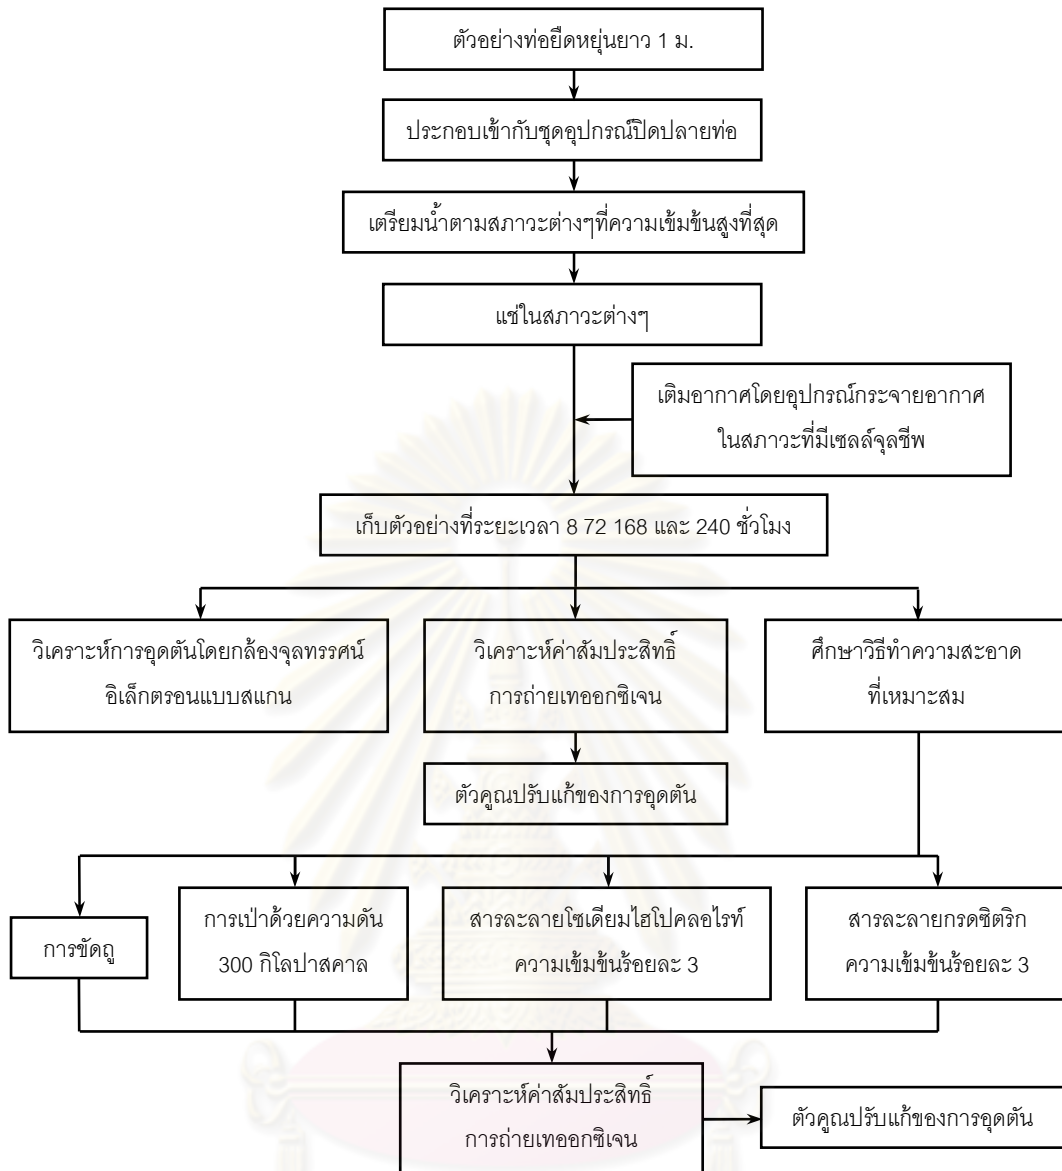 ตัวอย่างท่อยืดหยุ่นยาว 1 ม.
ประกอบเข้ากับชุดอุปกรณ์ปิดปลายท่อ
เตรียมน้ำตามสภาวะต่างๆที่ความเข้มข้นสูงที่สุด
แช่ในสภาวะต่างๆ
เติมอากาศโดยอุปกรณ์กระจายอากาศ
ในสภาวะที่มีเซลล์จุลชีพ
เก็บตัวอย่างที่ระยะเวลา 8 72 168 และ 240 ชั่วโมง
วิเคราะห์การอุดตันโดยกล้องจุลทรรศน์
อิเล็กตรอนแบบสแกน
วิเคราะห์ค่าสัมประสิทธิ์
การถ่ายเทออกซิเจน
ศึกษาวิธีทำความสะอาด
ที่เหมาะสม
ตัวคูณปรับแก้ของการอุดตัน
การขัดถู
การเป่าด้วยความดัน
300 กิโลปาสคาล
สารละลายโซเดียมไฮโปคลอไรท์
ความเข้มข้นร้อยละ 3
สารละลายกรดซิตริก
ความเข้มข้นร้อยละ 3
วิเคราะห์ค่าสัมประสิทธิ์
การถ่ายเทออกซิเจน
ตัวคูณปรับแก้ของการอุดตัน